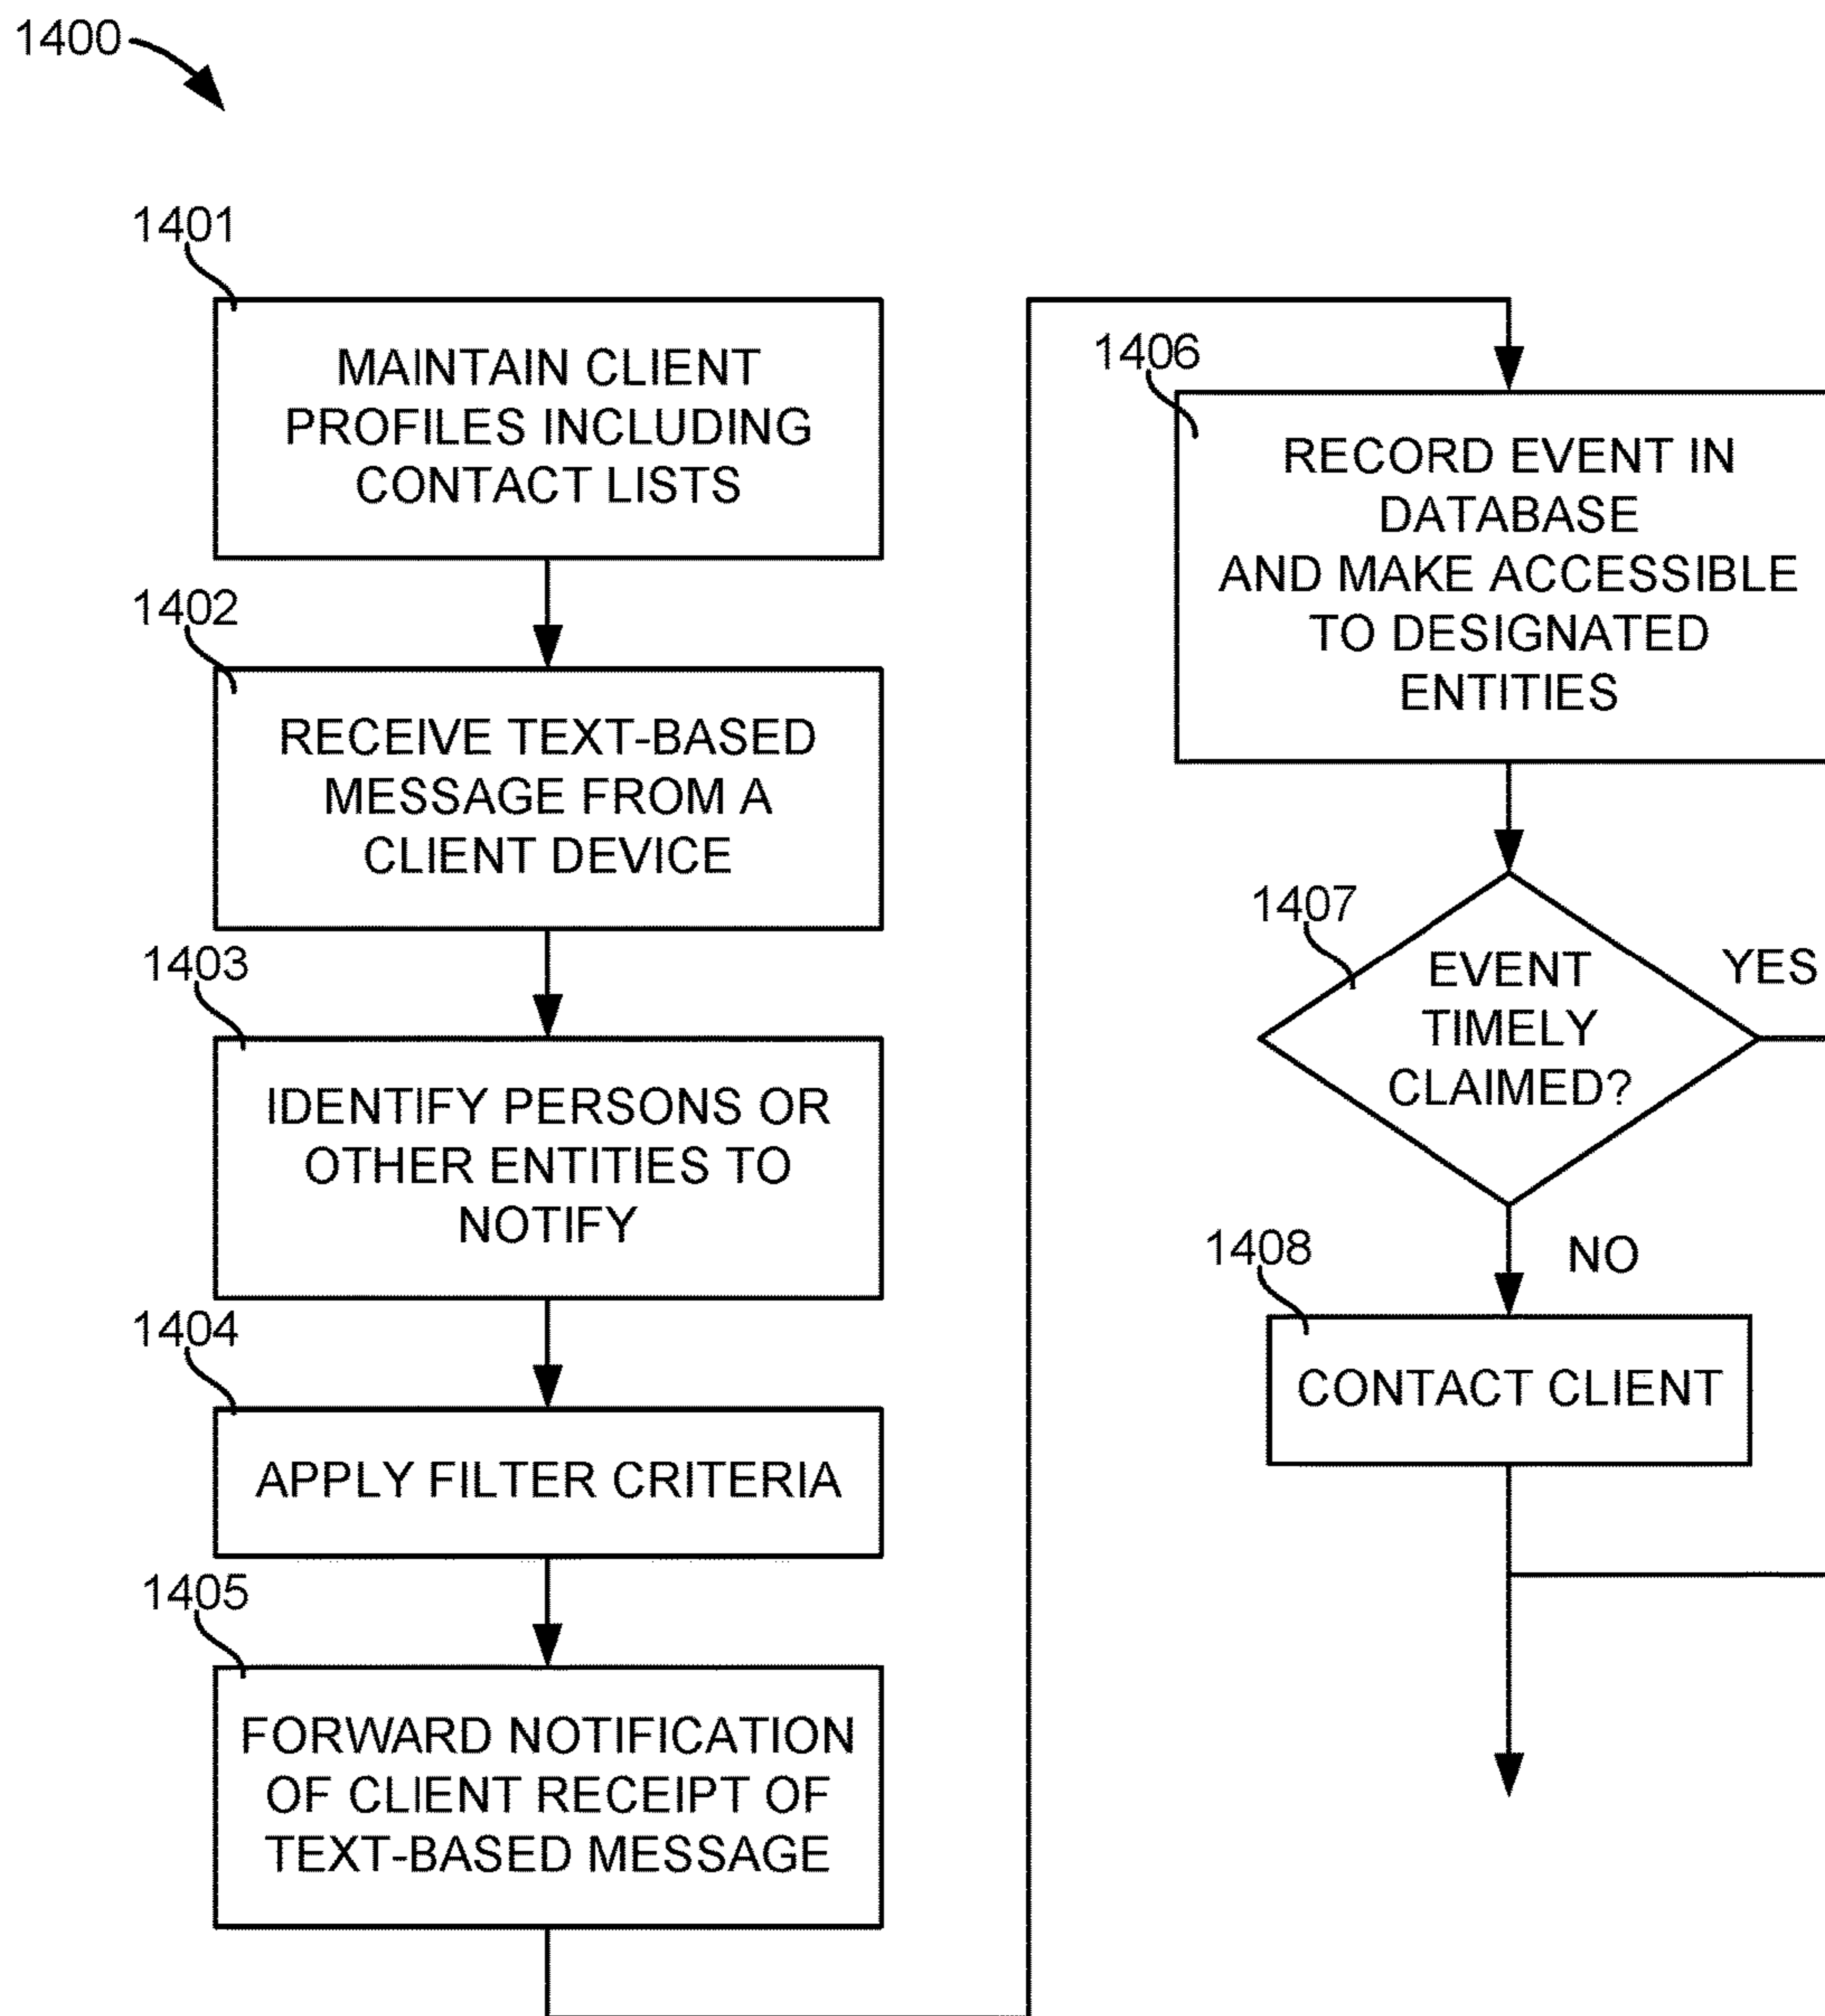 1400
1401
MAINTAIN CLIENT
PROFILES INCLUDING
CONTACT LISTS
1402
RECEIVE TEXT-BASED
MESSAGE FROM A
CLIENT DEVICE
1403
IDENTIFY PERSONS OR
OTHER ENTITIES TO
NOTIFY
1404
APPLY FILTER CRITERIA
1405
FORWARD NOTIFICATION
OF CLIENT RECEIPT OF
TEXT-BASED MESSAGE
1406
RECORD EVENT IN
DATABASE
AND MAKE ACCESSIBLE
TO DESIGNATED
ENTITIES
1407
EVENT
TIMELY
CLAIMED?
YES
NO
1408
CONTACT CLIENT